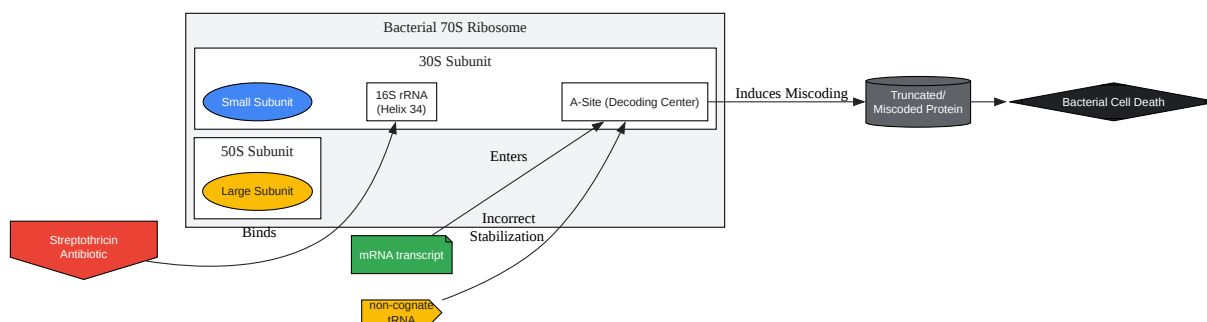 Bacterial 70S Ribosome
30S Subunit
Small Subunit
16S rRNA
(Helix 34)
A-Site (Decoding Center)
Induces Miscoding
Truncated/
Miscoded Protein
Bacterial Cell Death
50S Subunit
Large Subunit
Enters
Streptothricin
Antibiotic
Binds
Incorrect
Stabilization
mRNA transcript
non-cognate
tRNA